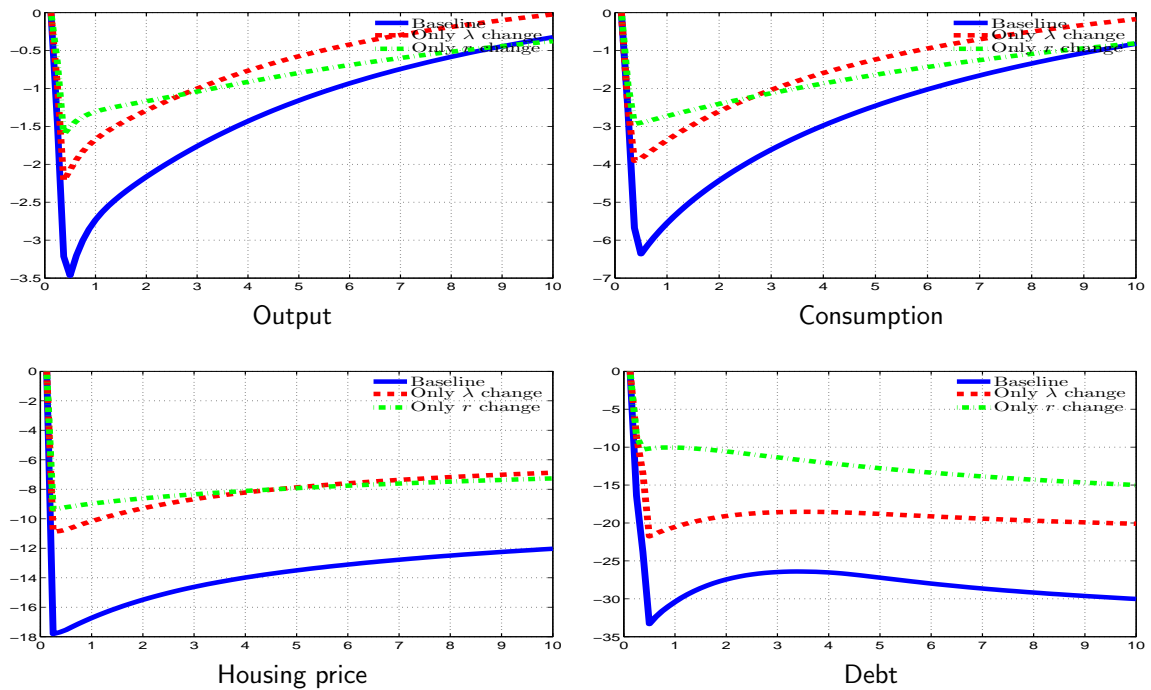 0
−0.5
−1
−1.5
−2
−2.5
−3
−3.5
0 1 2 3 4 5 6 7 8 9 10
Baseline
Only λ change
Only r change
Output
0
−1
−2
−3
−4
−5
−6
−7
0 1 2 3 4 5 6 7 8 9 10
Baseline
Only λ change
Only r change
Consumption
0
−2
−4
−6
−8
−10
−12
−14
−16
−18
0 1 2 3 4 5 6 7 8 9 10
Baseline
Only λ change
Only r change
Housing price
0
−5
−10
−15
−20
−25
−30
−35
0 1 2 3 4 5 6 7 8 9 10
Baseline
Only λ change
Only r change
Debt